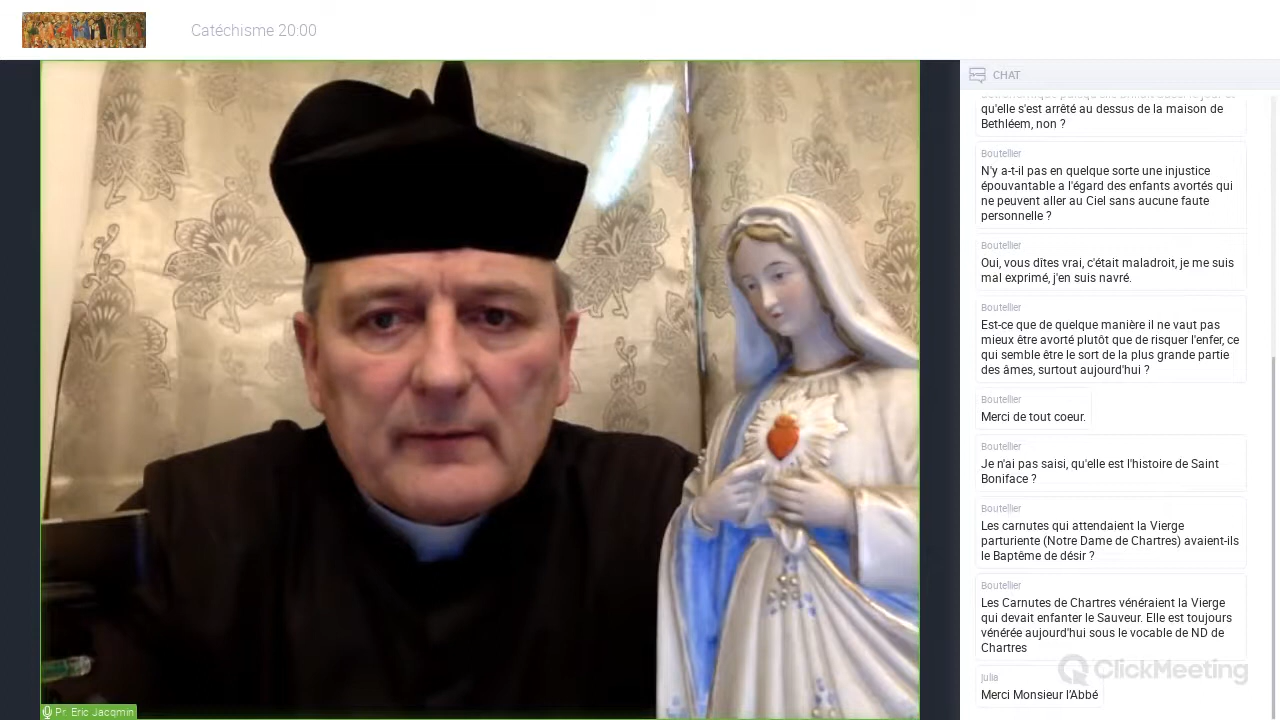 Catéchisme 20:00
CHAT
qu'elle s'est arrêté au dessus de la maison de
Bethléem, non ?
Boutellier
N'y a-t-il pas en quelque sorte une injustice
épouvantable a l'égard des enfants avortés qui
ne peuvent aller au Ciel sans aucune faute
personnelle ?
Boutellier
Oui, vous dîtes vrai, c'était maladroit, je me suis
mal exprimé, j'en suis navré.
Boutellier
Est-ce que de quelque manière il ne vaut pas
mieux être avorté plutôt que de risquer l'enfer, ce
qui semble être le sort de la plus grande partie
des âmes, surtout aujourd'hui ?
Boutellier
Merci de tout coeur.
Boutellier
Je n'ai pas saisi, qu'elle est l'histoire de Saint
Boniface ?
Boutellier
Les carnutes qui attendaient la Vierge
parturiente (Notre Dame de Chartres) avaient-ils
le Baptême de désir ?
Boutellier
Les Carnutes de Chartres vénéraient la Vierge
qui devait enfanter le Sauveur. Elle est toujours
vénérée aujourd'hui sous le vocable de ND de
Chartres
julia
Merci Monsieur l'Abbé
ClickMeeting
Pr. Eric Jacqmin